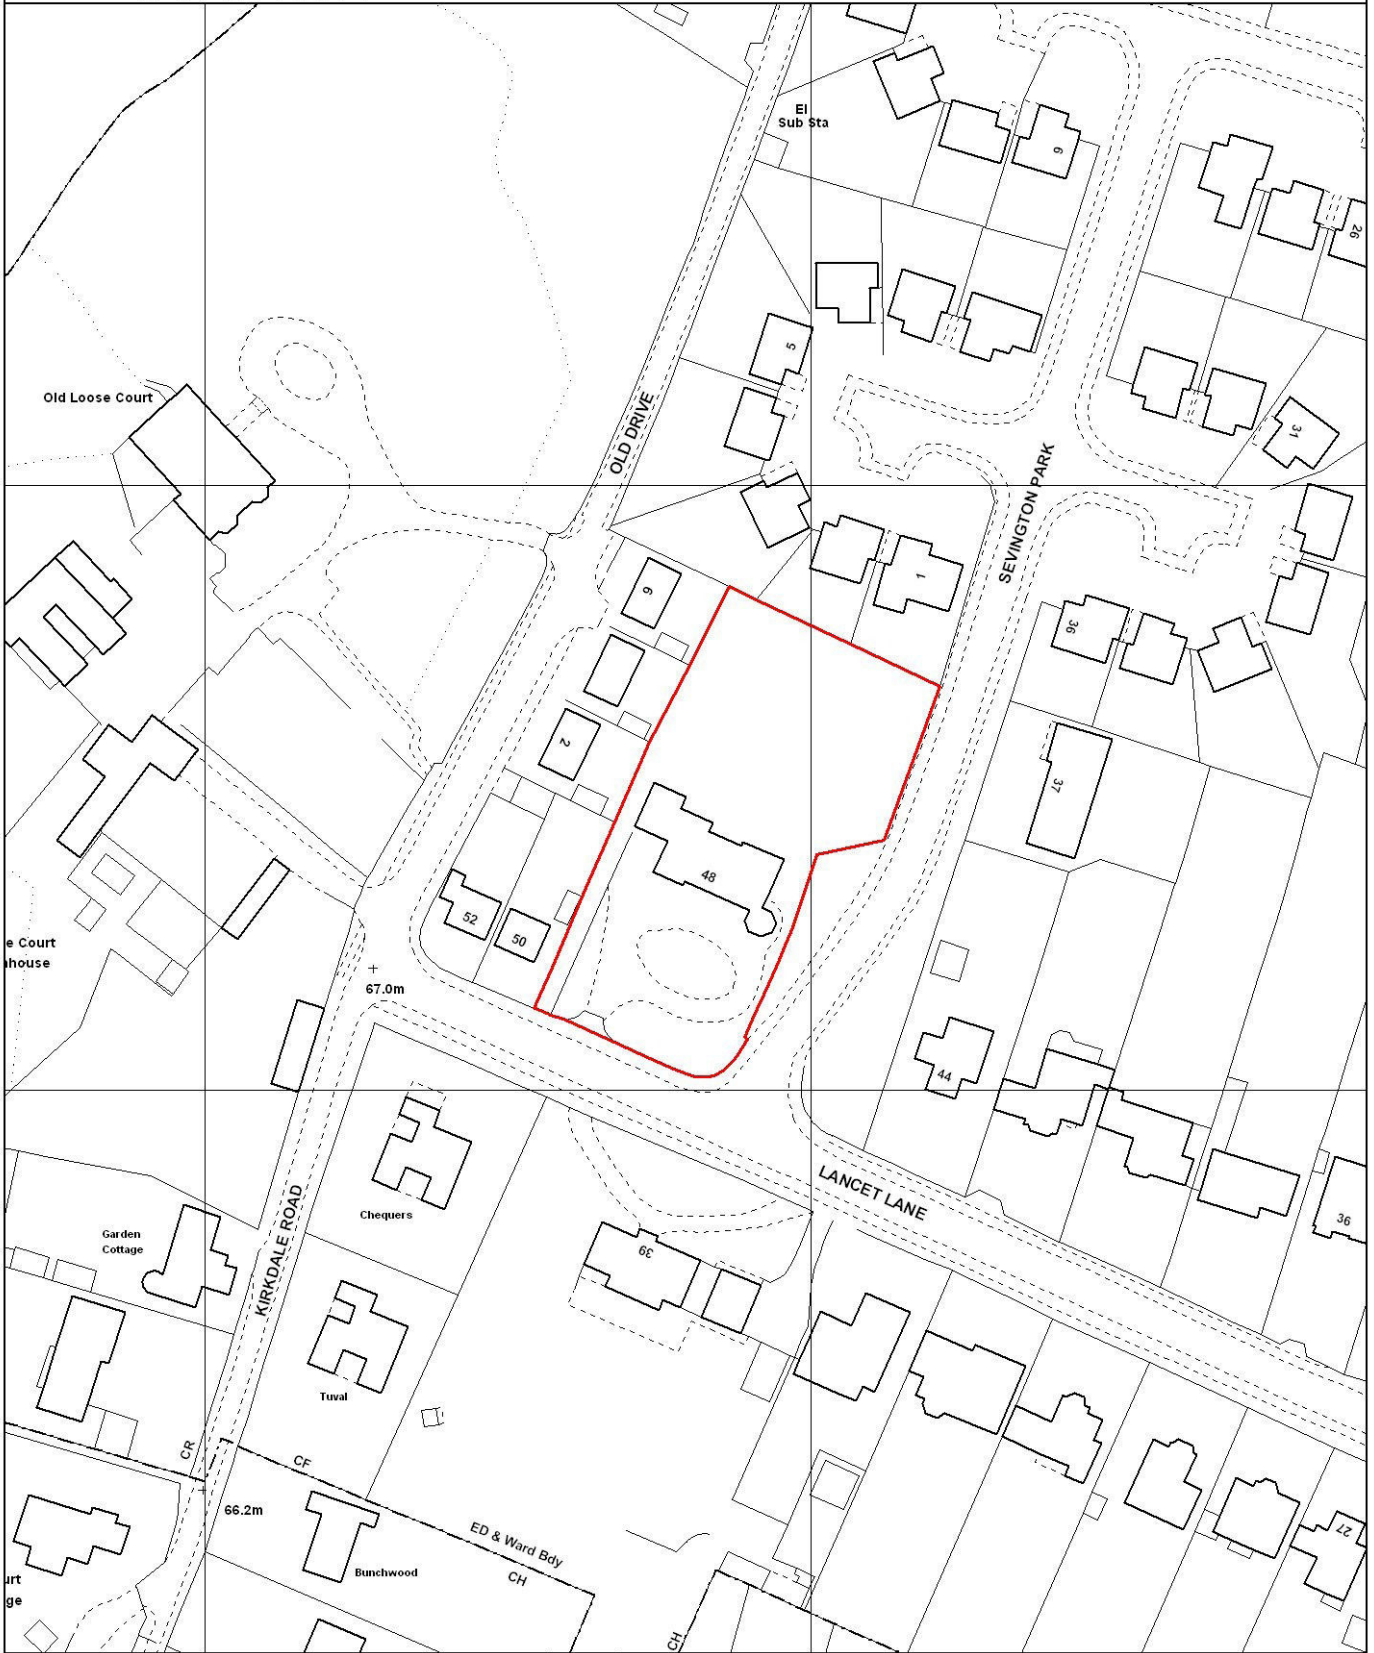 El
Sub Sta
6
26
5
Old Loose Court
OLD DRIVE
31
SEVINGTON PARK
1
6
36
2
37
48
52
50
e Court
house
67.0m
44
LANCET LANE
Chequers
36
Garden
Cottage
39
KIRKDALE ROAD
Tuval
CR
CF
66.2m
ED & Ward Bdy
27
Bunchwood
CH
urt
ge
CH